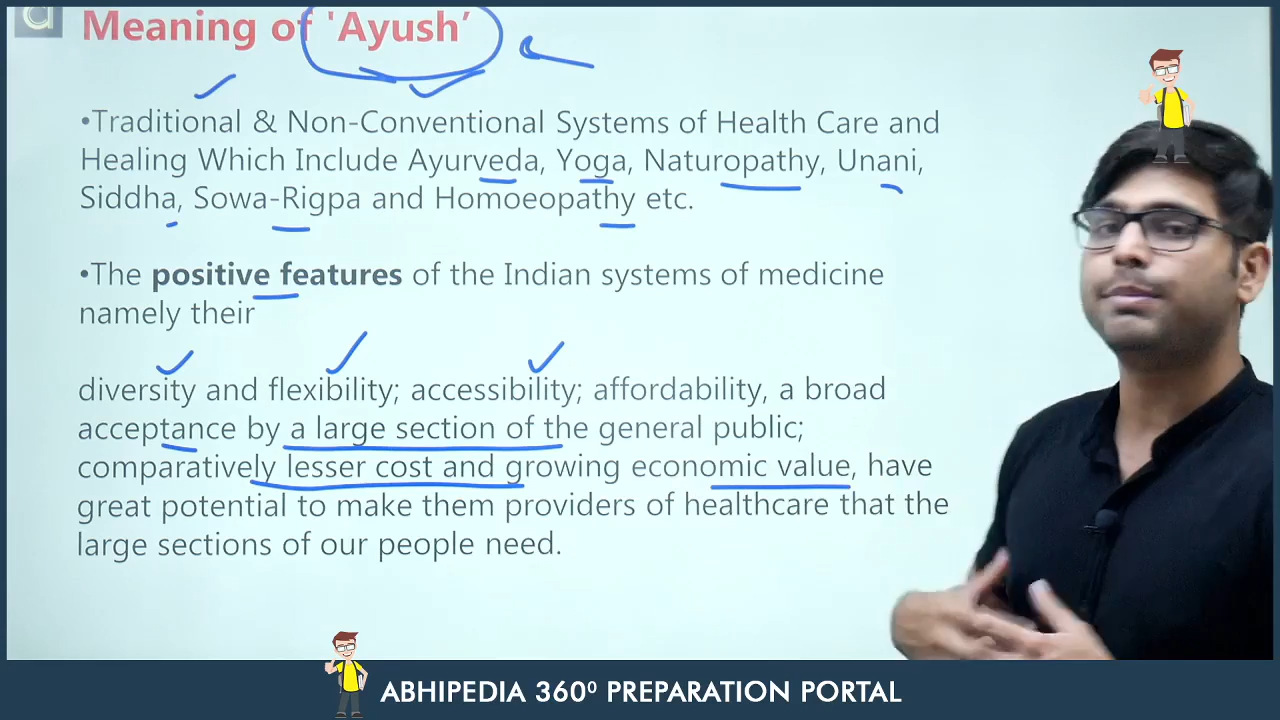 Meaning of 'Ayush’
•Traditional & Non-Conventional Systems of Health Care and
Healing Which Include Ayurveda, Yoga, Naturopathy, Unani,
Siddha, Sowa-Rigpa and Homoeopathy etc.
•The positive features of the Indian systems of medicine
namely their
diversity and flexibility; accessibility; affordability, a broad
acceptance by a large section of the general public;
comparatively lesser cost and growing economic value, have
great potential to make them providers of healthcare that the
large sections of our people need.
ABHIPEDIA 360⁰ PREPARATION PORTAL